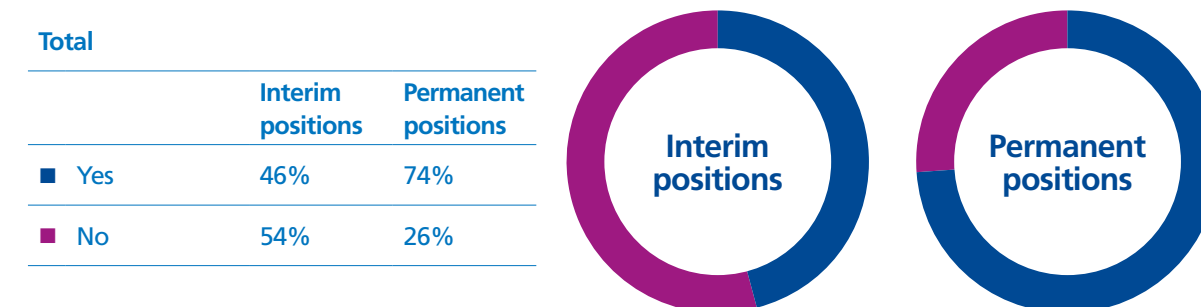 Total
Interim positions
Permanent positions
Yes 46% 74%
No 54% 26%
Interim
positions
Permanent
positions